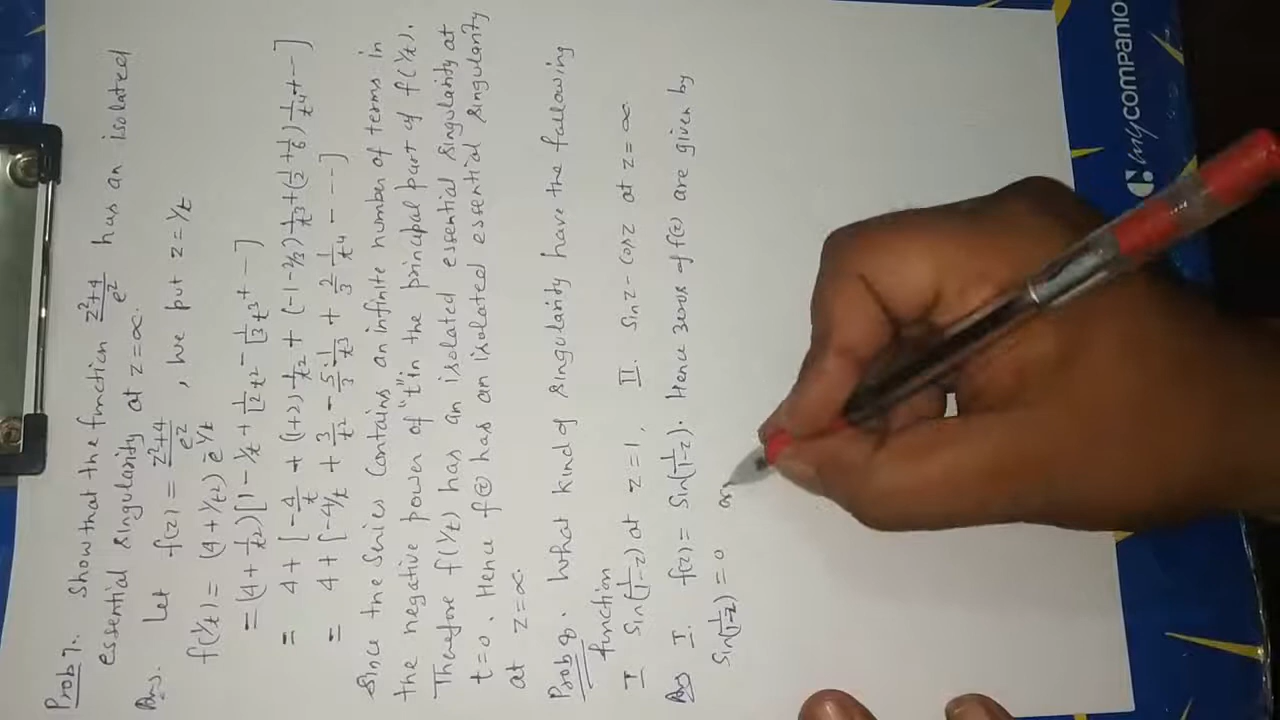 Prob 7. Show that the function (z²+4)/e^z has an isolated
essential singularity at z=∞.
Ans. Let f(z) = (z²+4)/e^z , we put z=1/t
f(1/t) = (4+1/t²) e^(-1/t)
= (4+1/t²)[1 - 1/t + 1/(⌊2 t²) - 1/(⌊3 t³) + --]
= 4 + [-4/t + (1+2) 1/t² + (-1-2/3) 1/t³ + (1/2+1/6) 1/t⁴ + --]
= 4 + [-4/t + 3/t² - 5/3 · 1/t³ + 2/3 1/t⁴ - - --]
Since the series contains an infinite number of terms in
the negative power of "t" in the principal part of f(1/t).
Therefore f(1/t) has an isolated essential singularity at
t=0. Hence f(z) has an isolated essential singularity
at z=∞.
Prob 8. What kind of singularity have the following
function
I sin(1/(1-z)) at z=1, II. sinz-cosz at z=∞
Ans I. f(z) = sin(1/(1-z)). Hence zeros of f(z) are given by
sin(1/(1-z)) = 0 or
mycompanion